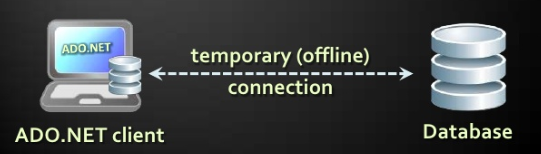 ADO.NET
temporary (offline)
connection
ADO.NET client
Database